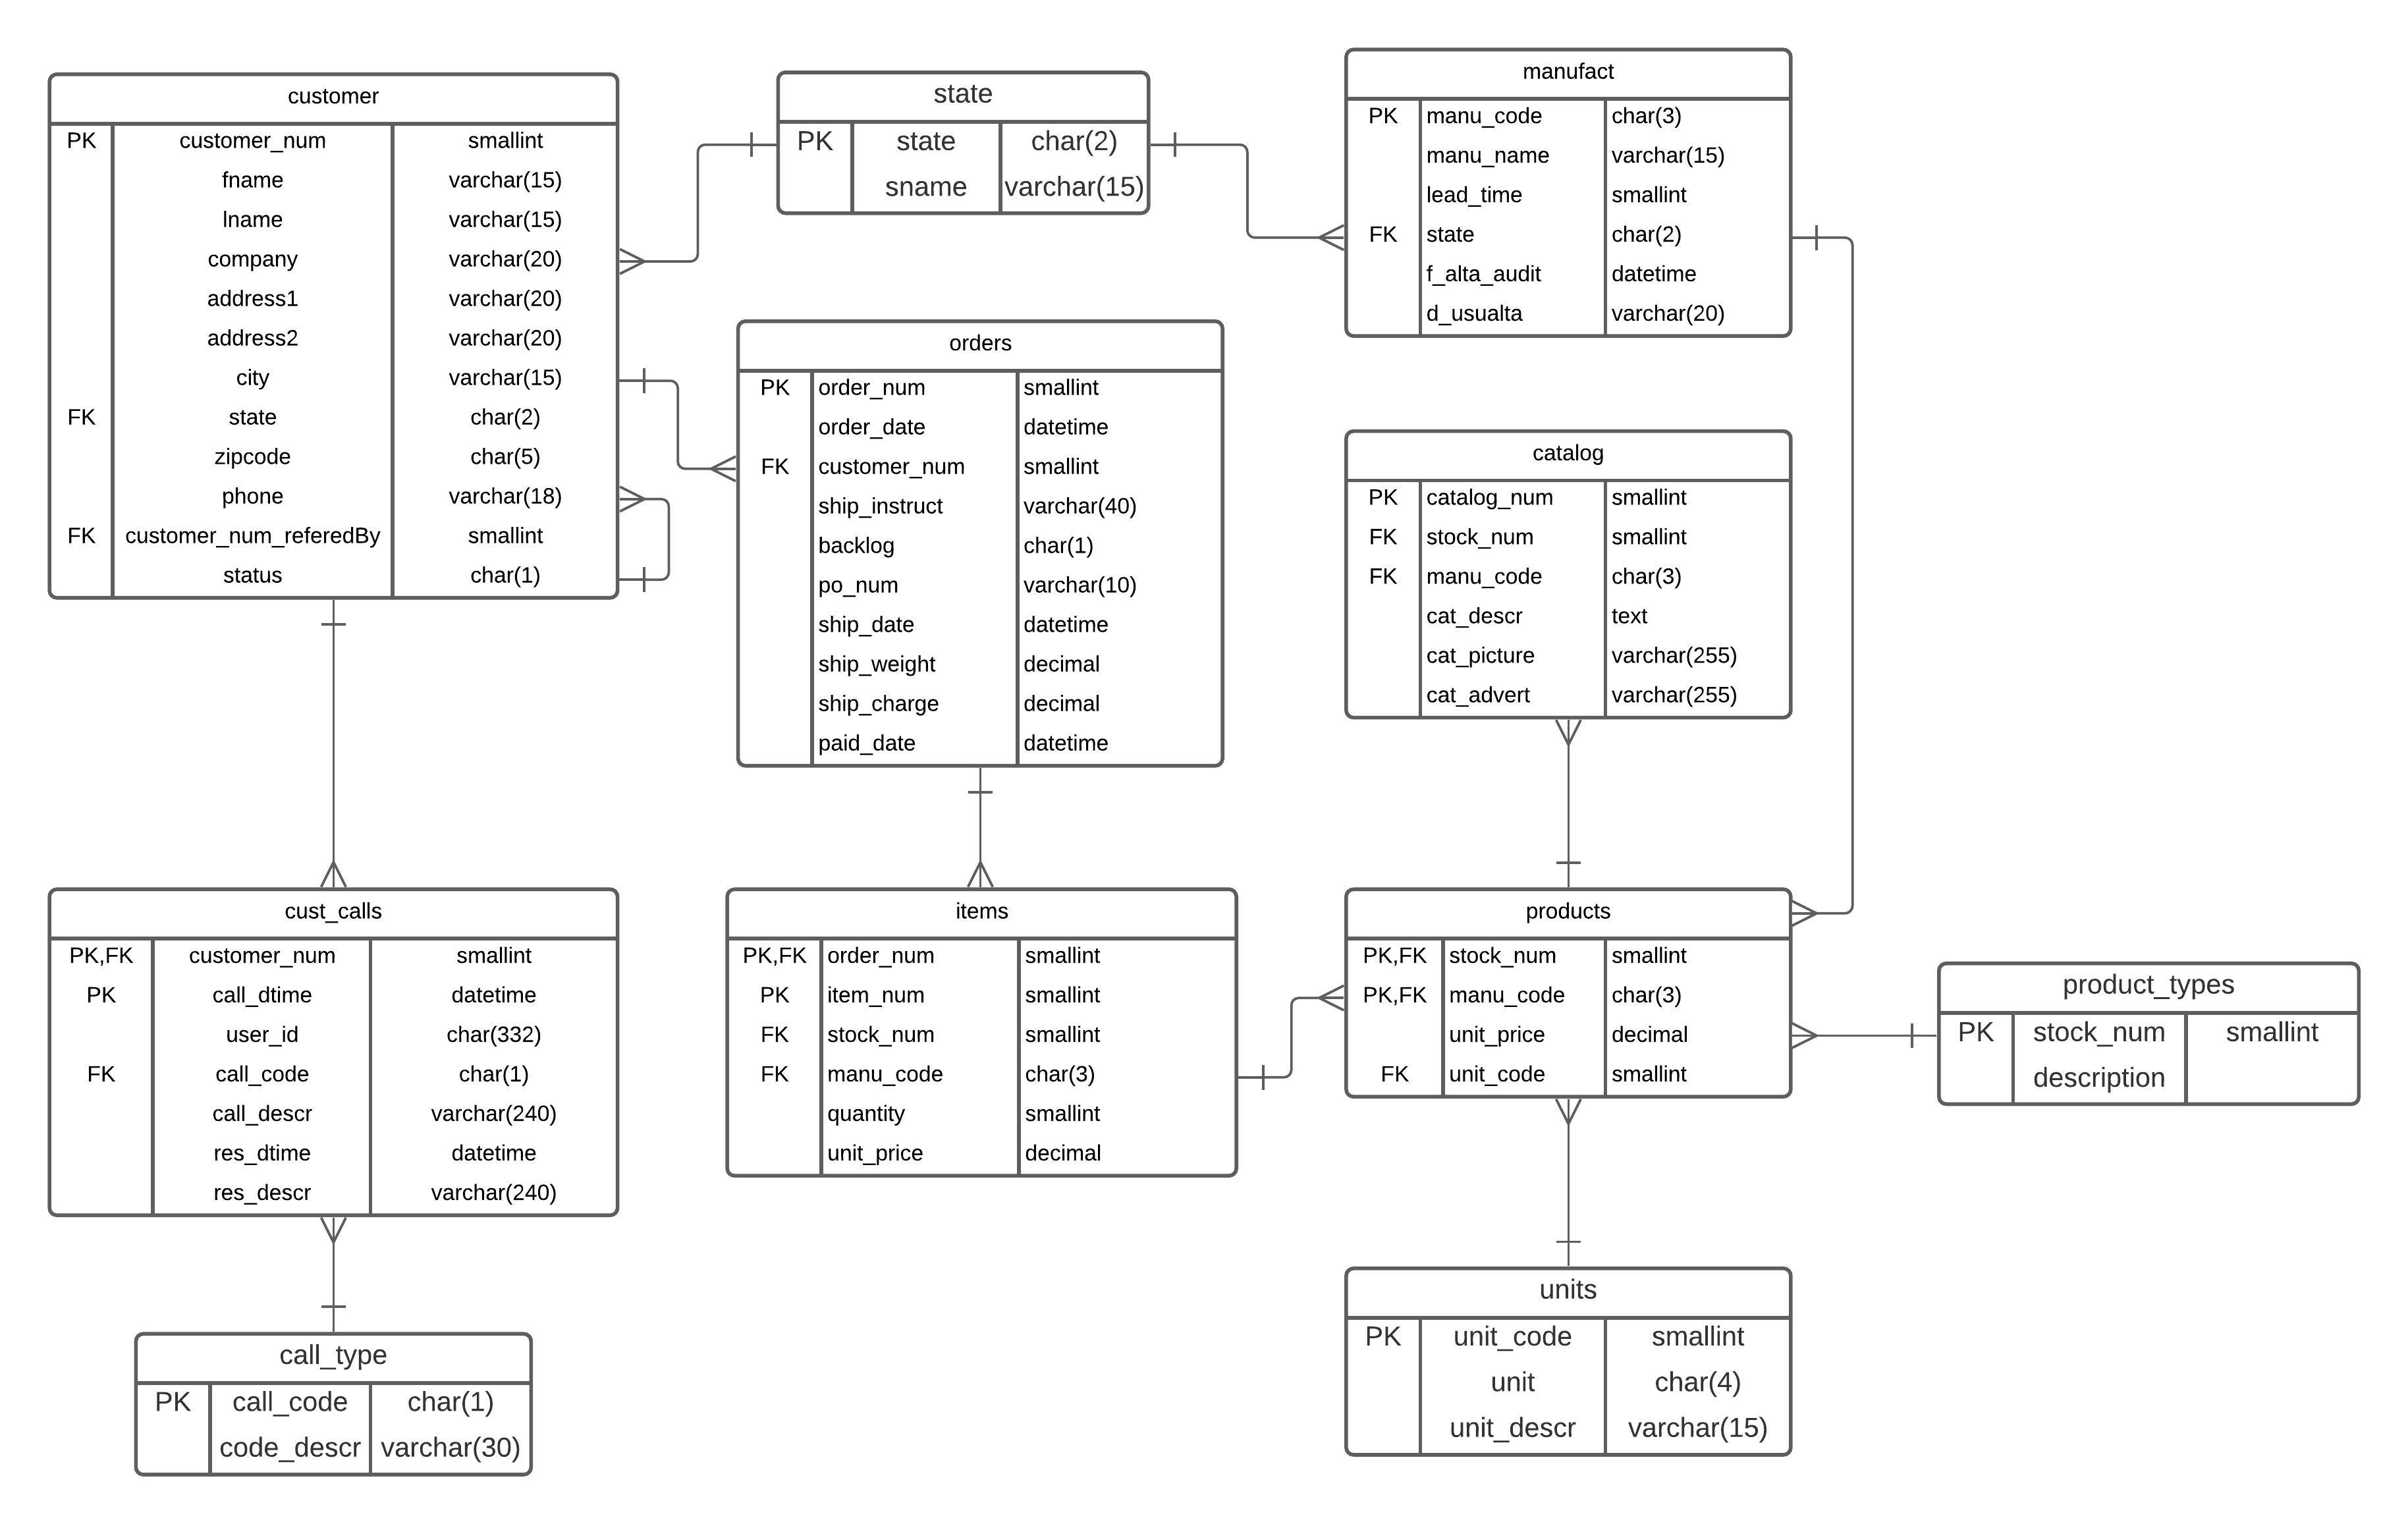 customer
PK customer_num smallint
fname varchar(15)
lname varchar(15)
company varchar(20)
address1 varchar(20)
address2 varchar(20)
city varchar(15)
FK state char(2)
zipcode char(5)
phone varchar(18)
FK customer_num_referedBy smallint
status char(1)
state
PK state char(2)
sname varchar(15)
manufact
PK manu_code char(3)
manu_name varchar(15)
lead_time smallint
FK state char(2)
f_alta_audit datetime
d_usualta varchar(20)
orders
PK order_num smallint
order_date datetime
FK customer_num smallint
ship_instruct varchar(40)
backlog char(1)
po_num varchar(10)
ship_date datetime
ship_weight decimal
ship_charge decimal
paid_date datetime
catalog
PK catalog_num smallint
FK stock_num smallint
FK manu_code char(3)
cat_descr text
cat_picture varchar(255)
cat_advert varchar(255)
cust_calls
PK,FK customer_num smallint
PK call_dtime datetime
user_id char(332)
FK call_code char(1)
call_descr varchar(240)
res_dtime datetime
res_descr varchar(240)
items
PK,FK order_num smallint
PK item_num smallint
FK stock_num smallint
FK manu_code char(3)
quantity smallint
unit_price decimal
products
PK,FK stock_num smallint
PK,FK manu_code char(3)
unit_price decimal
FK unit_code smallint
product_types
PK stock_num smallint
description
call_type
PK call_code char(1)
code_descr varchar(30)
units
PK unit_code smallint
unit char(4)
unit_descr varchar(15)